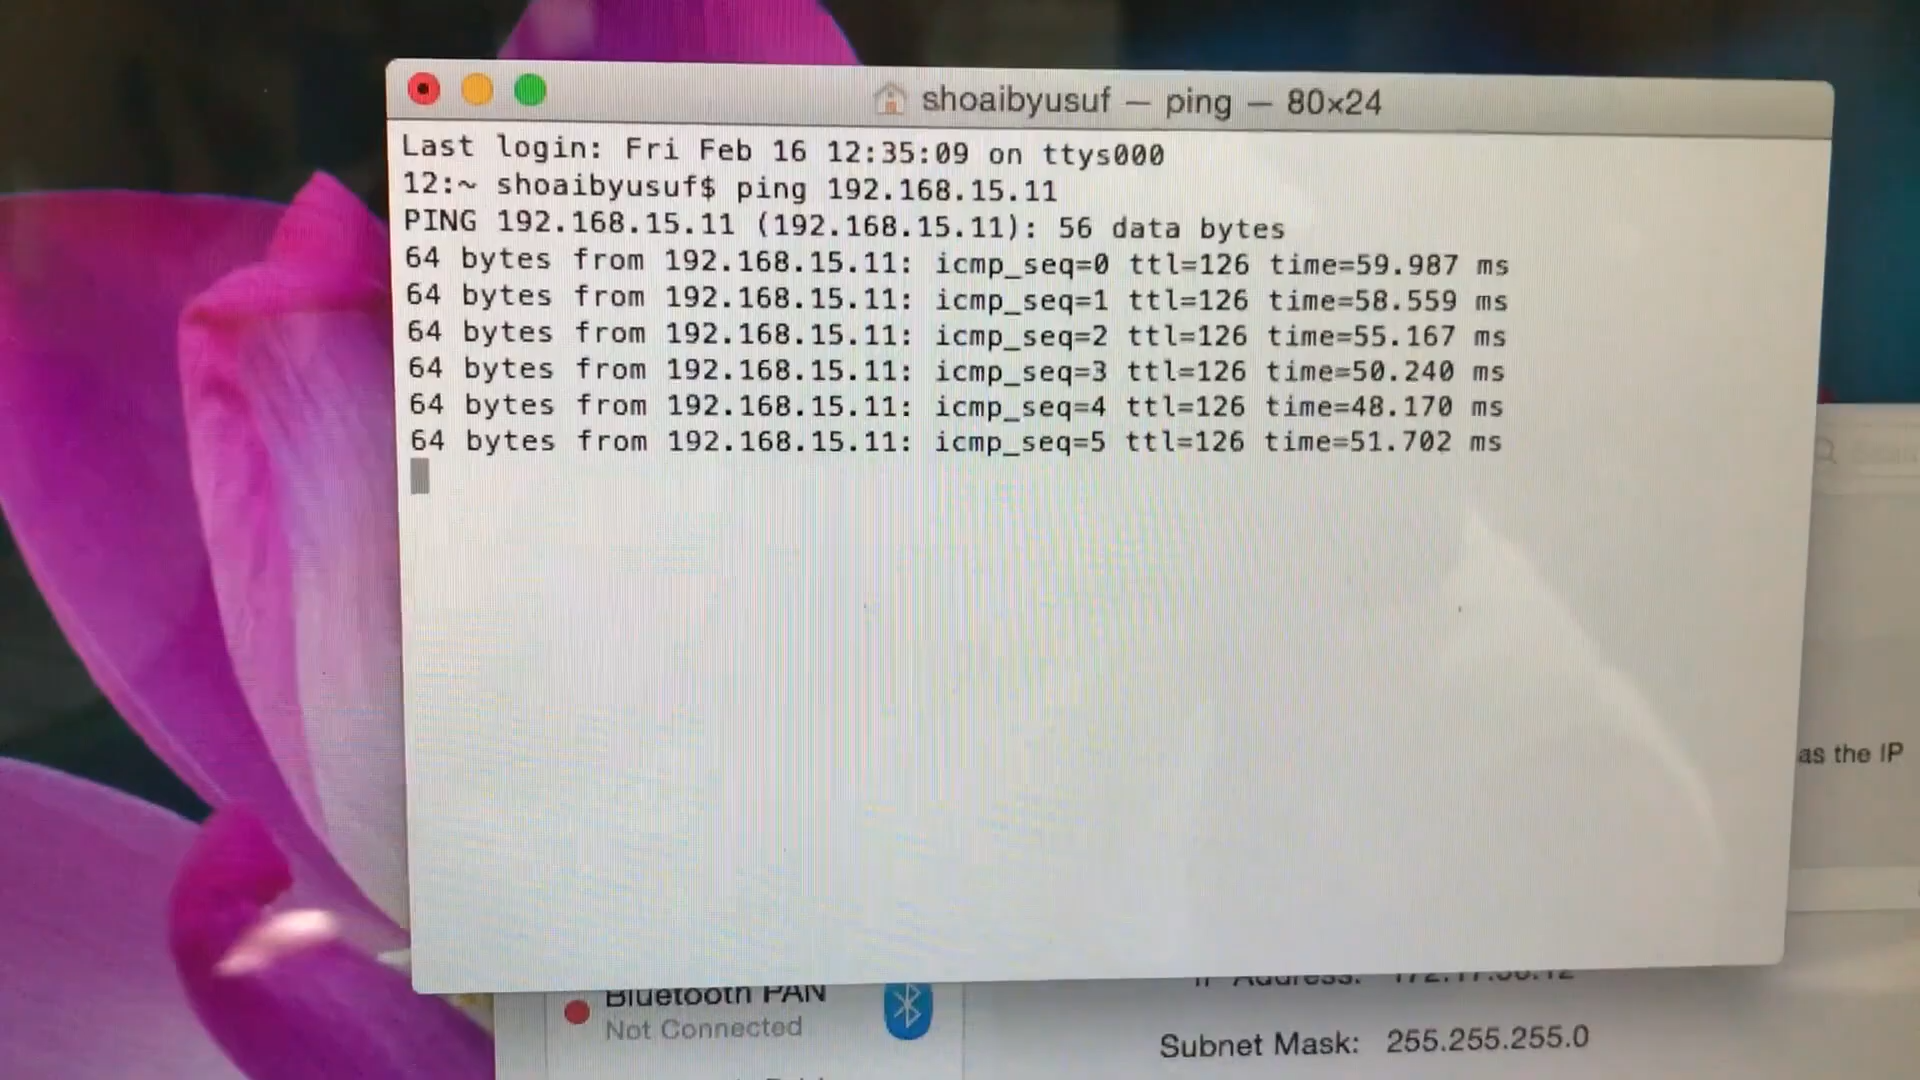 shoaibyusuf — ping — 80×24
Last login: Fri Feb 16 12:35:09 on ttys000
12:~ shoaibyusuf$ ping 192.168.15.11
PING 192.168.15.11 (192.168.15.11): 56 data bytes
64 bytes from 192.168.15.11: icmp_seq=0 ttl=126 time=59.987 ms
64 bytes from 192.168.15.11: icmp_seq=1 ttl=126 time=58.559 ms
64 bytes from 192.168.15.11: icmp_seq=2 ttl=126 time=55.167 ms
64 bytes from 192.168.15.11: icmp_seq=3 ttl=126 time=50.240 ms
64 bytes from 192.168.15.11: icmp_seq=4 ttl=126 time=48.170 ms
64 bytes from 192.168.15.11: icmp_seq=5 ttl=126 time=51.702 ms
as the IP
Bluetooth PAN
Not Connected
IP Address:
Subnet Mask: 255.255.255.0